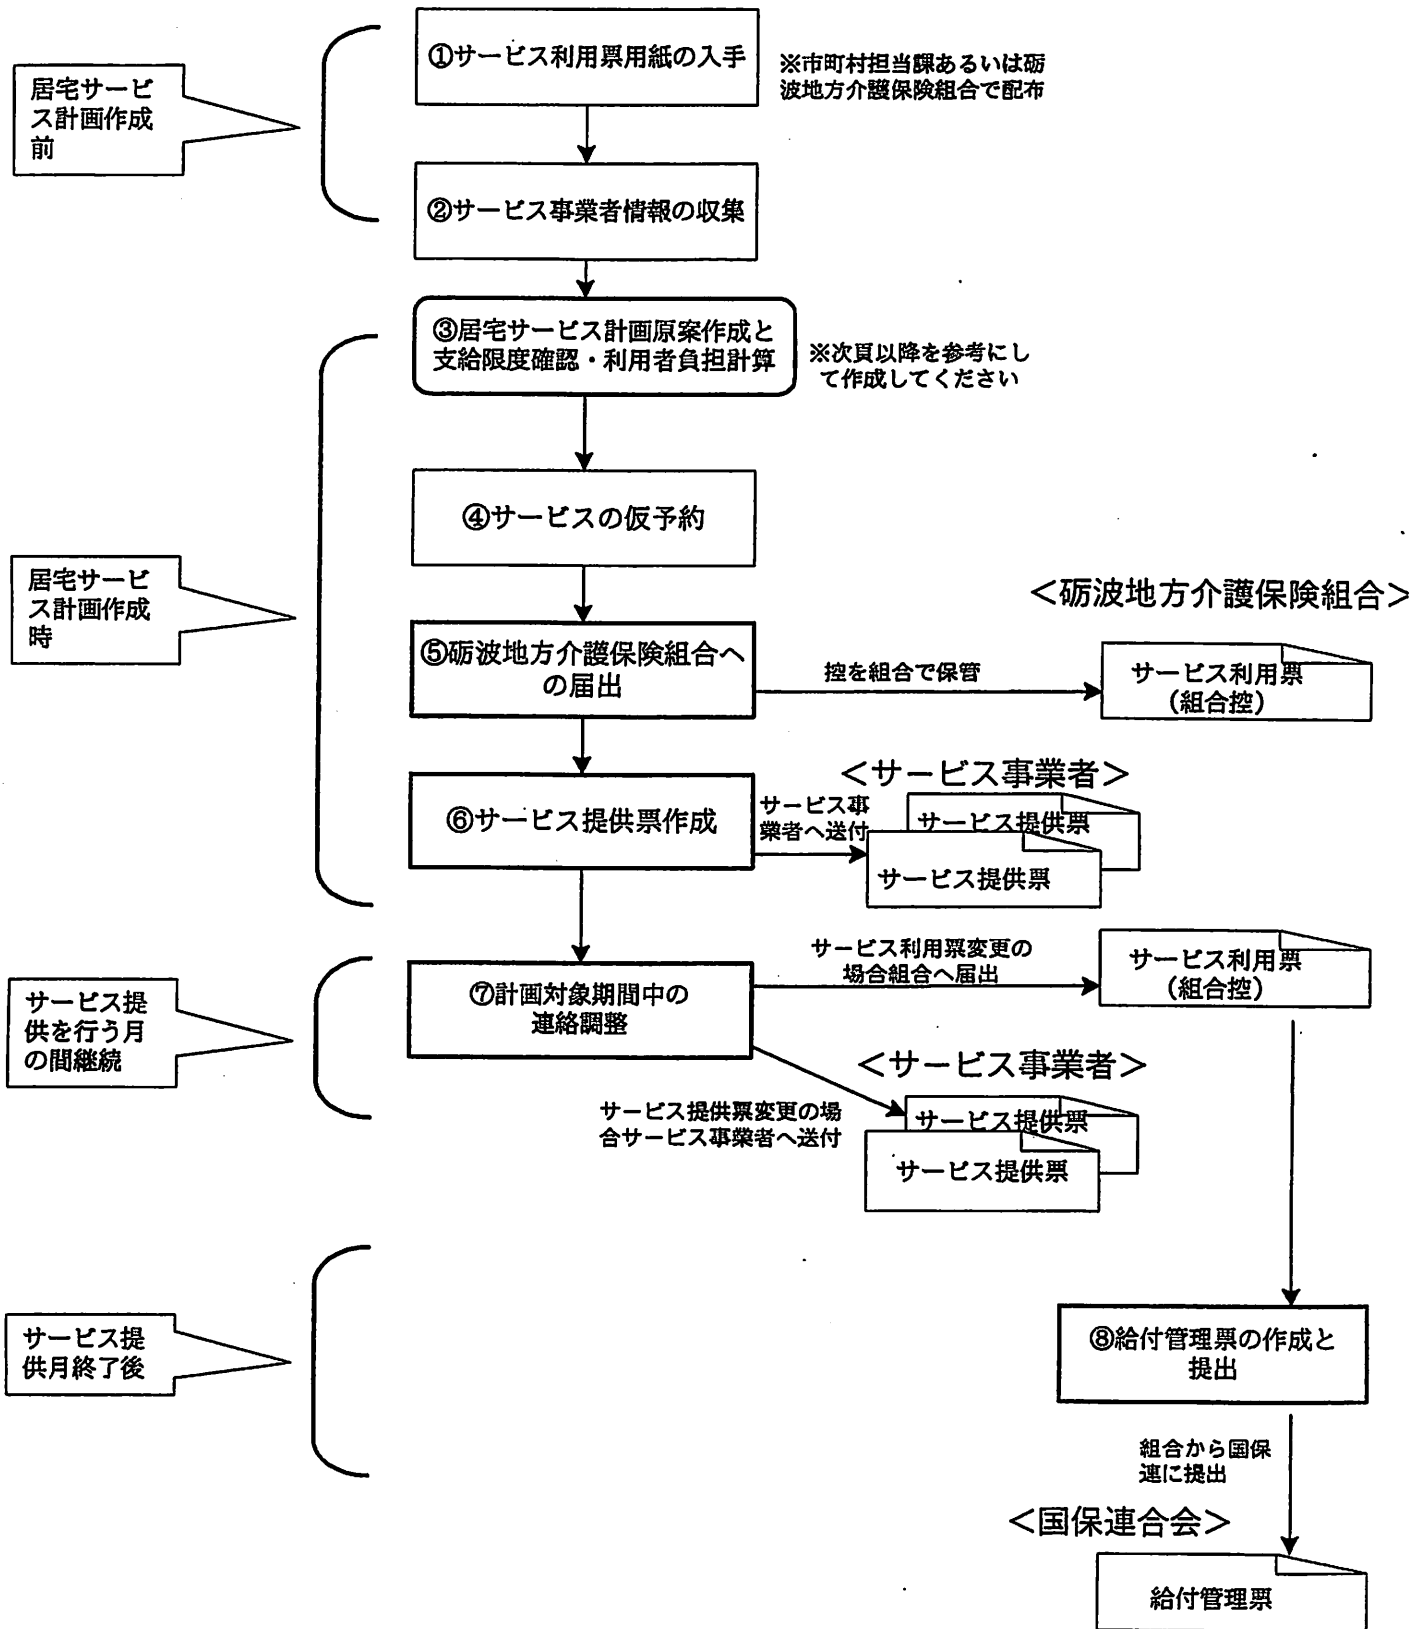 ①サービス利用票用紙の入手
※市町村担当課あるいは砺
波地方介護保険組合で配布
居宅サービ
ス計画作成
前
②サービス事業者情報の収集
③居宅サービス計画原案作成と
支給限度確認・利用者負担計算
※次頁以降を参考にし
て作成してください
④サービスの仮予約
居宅サービ
ス計画作成
時
＜砺波地方介護保険組合＞
⑤砺波地方介護保険組合へ
の届出
控を組合で保管
サービス利用票
（組合控）
＜サービス事業者＞
⑥サービス提供票作成
サービス事
業者へ送付
サービス提供票
サービス提供票
サービス提
供を行う月
の間継続
⑦計画対象期間中の
連絡調整
サービス利用票変更の
場合組合へ届出
サービス利用票
（組合控）
＜サービス事業者＞
サービス提供票変更の場
合サービス事業者へ送付
サービス提供票
サービス提供票
サービス提
供月終了後
⑧給付管理票の作成と
提出
組合から国保
連に提出
＜国保連合会＞
給付管理票